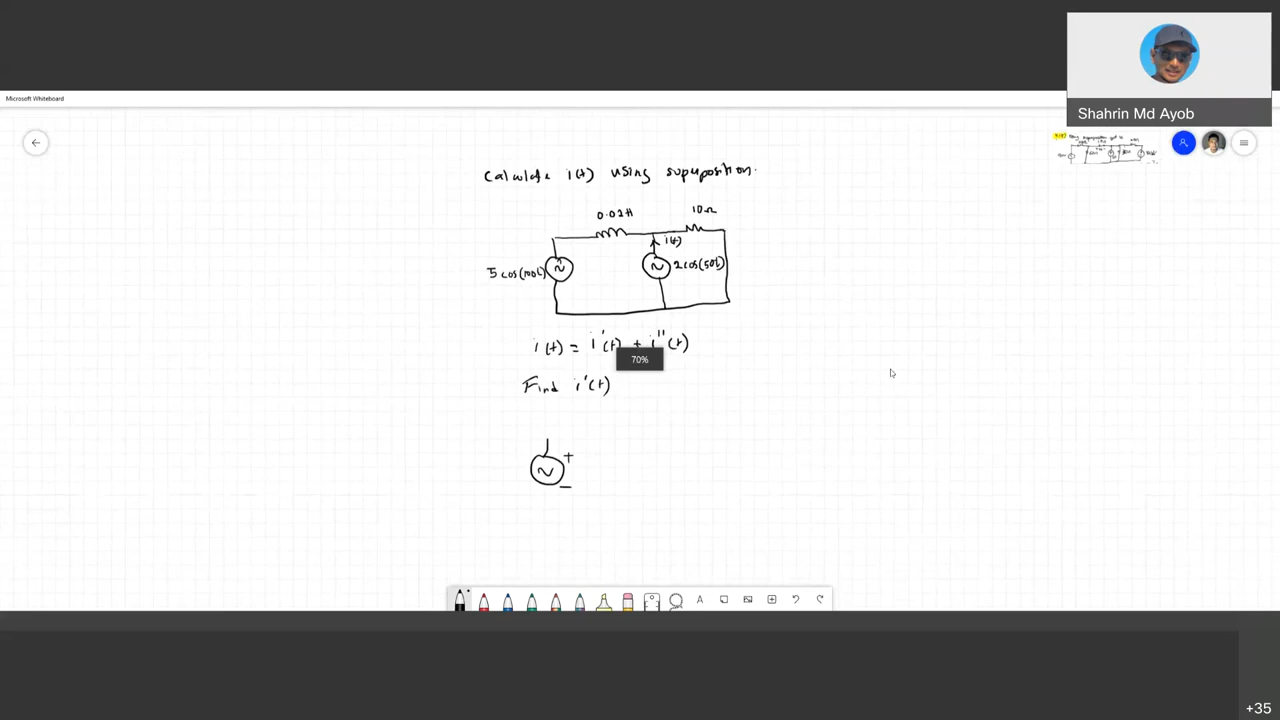 Shahrin Md Ayob
Microsoft Whiteboard
Calculate i(t) using superposition.
0.02H
10Ω
i(t)
5 cos(100t)
2 cos(50t)
i(t) = i'(t) + i''(t)
70%
Find i'(t)
+
−
A
+35